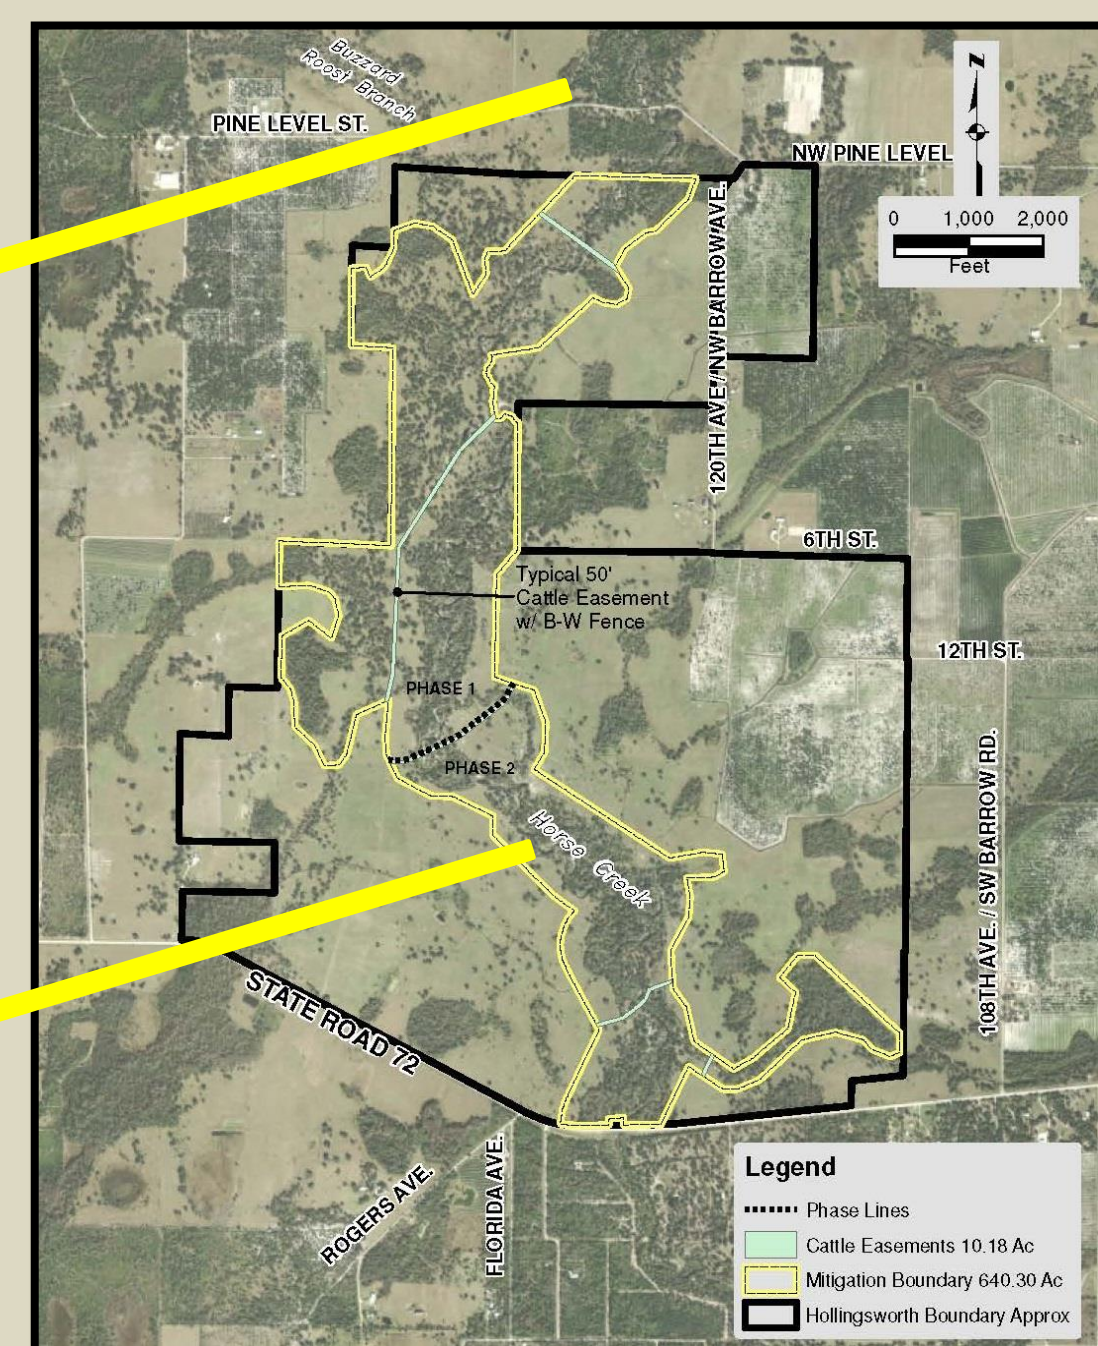 Buzzard
Roost Branch
PINE LEVEL ST.
NW PINE LEVEL
N
0 1,000 2,000
Feet
120TH AVE./NW BARROW AVE.
6TH ST.
Typical 50'
Cattle Easement
w/ B-W Fence
12TH ST.
PHASE 1
PHASE 2
Horse Creek
108TH AVE. / SW BARROW RD.
STATE ROAD 72
ROGERS AVE.
FLORIDA AVE.
Legend
Phase Lines
Cattle Easements 10.18 Ac
Mitigation Boundary 640.30 Ac
Hollingsworth Boundary Approx